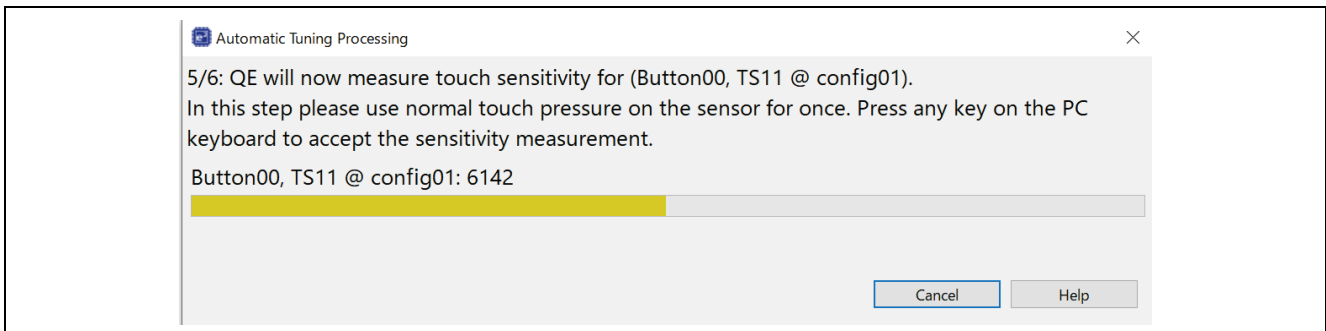 Automatic Tuning Processing
5/6: QE will now measure touch sensitivity for (Button00, TS11 @ config01).
In this step please use normal touch pressure on the sensor for once. Press any key on the PC
keyboard to accept the sensitivity measurement.
Button00, TS11 @ config01: 6142
Cancel
Help